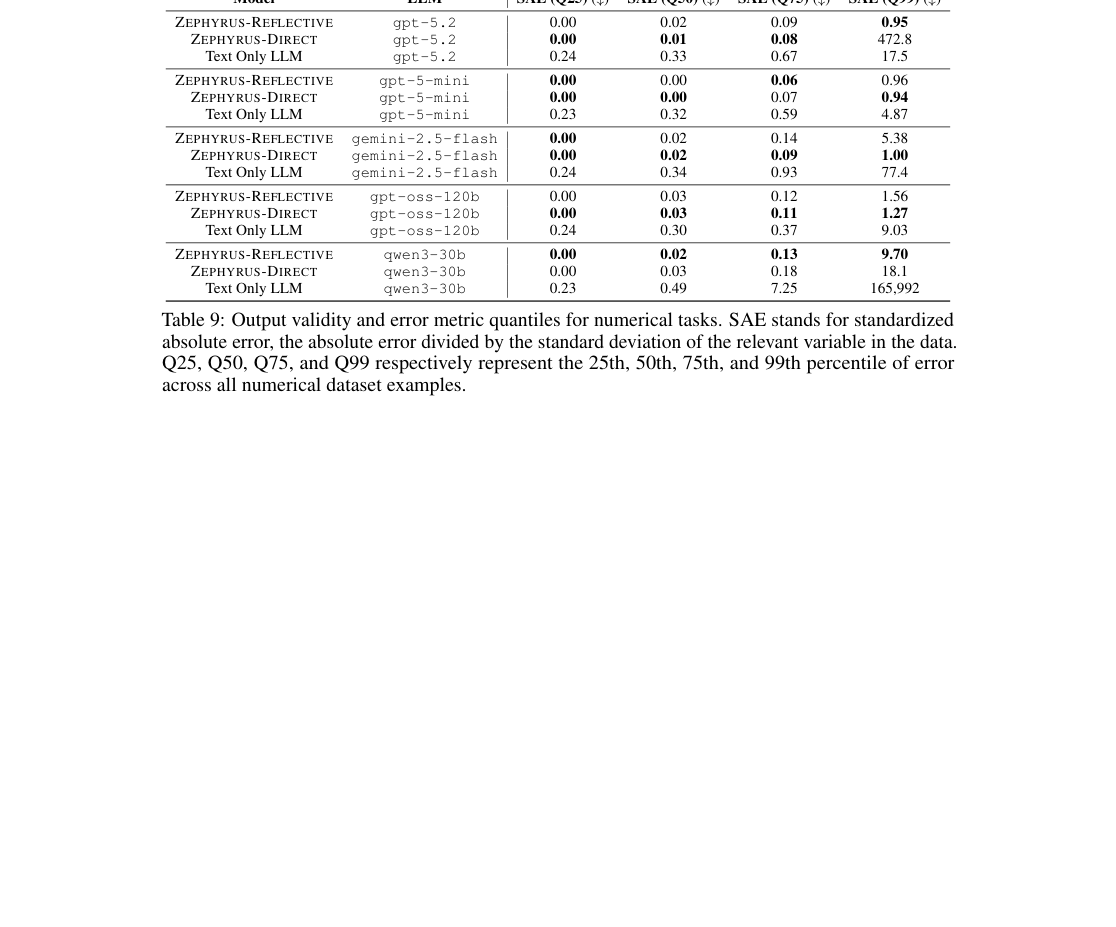 Model LLM SAE (Q25) (↓) SAE (Q50) (↓) SAE (Q75) (↓) SAE (Q99) (↓)
ZEPHYRUS-REFLECTIVE gpt-5.2 0.00 0.02 0.09 0.95
ZEPHYRUS-DIRECT gpt-5.2 0.00 0.01 0.08 472.8
Text Only LLM gpt-5.2 0.24 0.33 0.67 17.5
ZEPHYRUS-REFLECTIVE gpt-5-mini 0.00 0.00 0.06 0.96
ZEPHYRUS-DIRECT gpt-5-mini 0.00 0.00 0.07 0.94
Text Only LLM gpt-5-mini 0.23 0.32 0.59 4.87
ZEPHYRUS-REFLECTIVE gemini-2.5-flash 0.00 0.02 0.14 5.38
ZEPHYRUS-DIRECT gemini-2.5-flash 0.00 0.02 0.09 1.00
Text Only LLM gemini-2.5-flash 0.24 0.34 0.93 77.4
ZEPHYRUS-REFLECTIVE gpt-oss-120b 0.00 0.03 0.12 1.56
ZEPHYRUS-DIRECT gpt-oss-120b 0.00 0.03 0.11 1.27
Text Only LLM gpt-oss-120b 0.24 0.30 0.37 9.03
ZEPHYRUS-REFLECTIVE qwen3-30b 0.00 0.02 0.13 9.70
ZEPHYRUS-DIRECT qwen3-30b 0.00 0.03 0.18 18.1
Text Only LLM qwen3-30b 0.23 0.49 7.25 165,992
Table 9: Output validity and error metric quantiles for numerical tasks. SAE stands for standardized
absolute error, the absolute error divided by the standard deviation of the relevant variable in the data.
Q25, Q50, Q75, and Q99 respectively represent the 25th, 50th, 75th, and 99th percentile of error
across all numerical dataset examples.